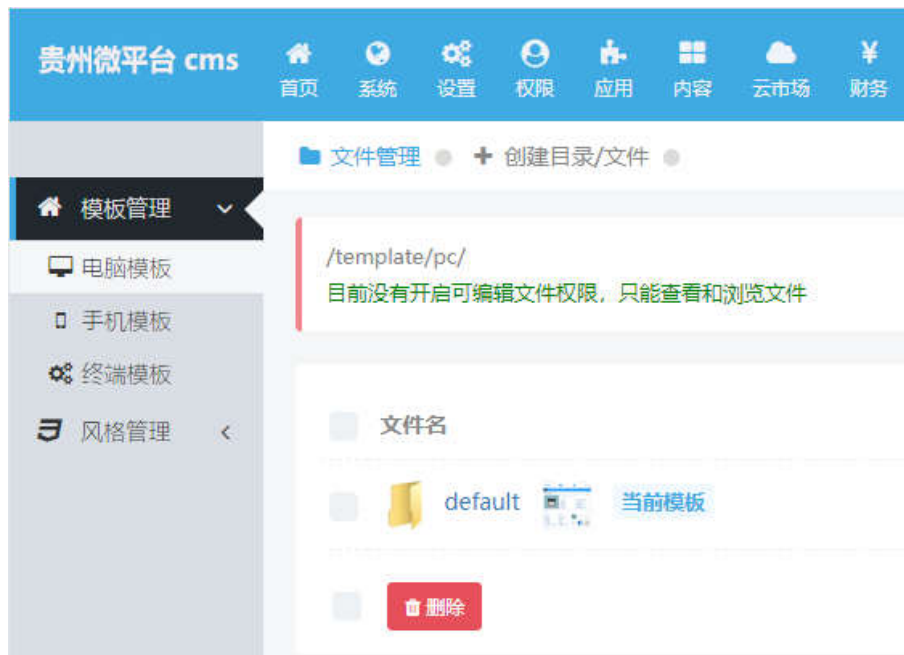 贵州微平台 cms
首页 系统 设置 权限 应用 内容 云市场 财务
文件管理 创建目录/文件
模板管理
电脑模板
手机模板
终端模板
风格管理
/template/pc/
目前没有开启可编辑文件权限，只能查看和浏览文件
文件名
default 当前模板
删除